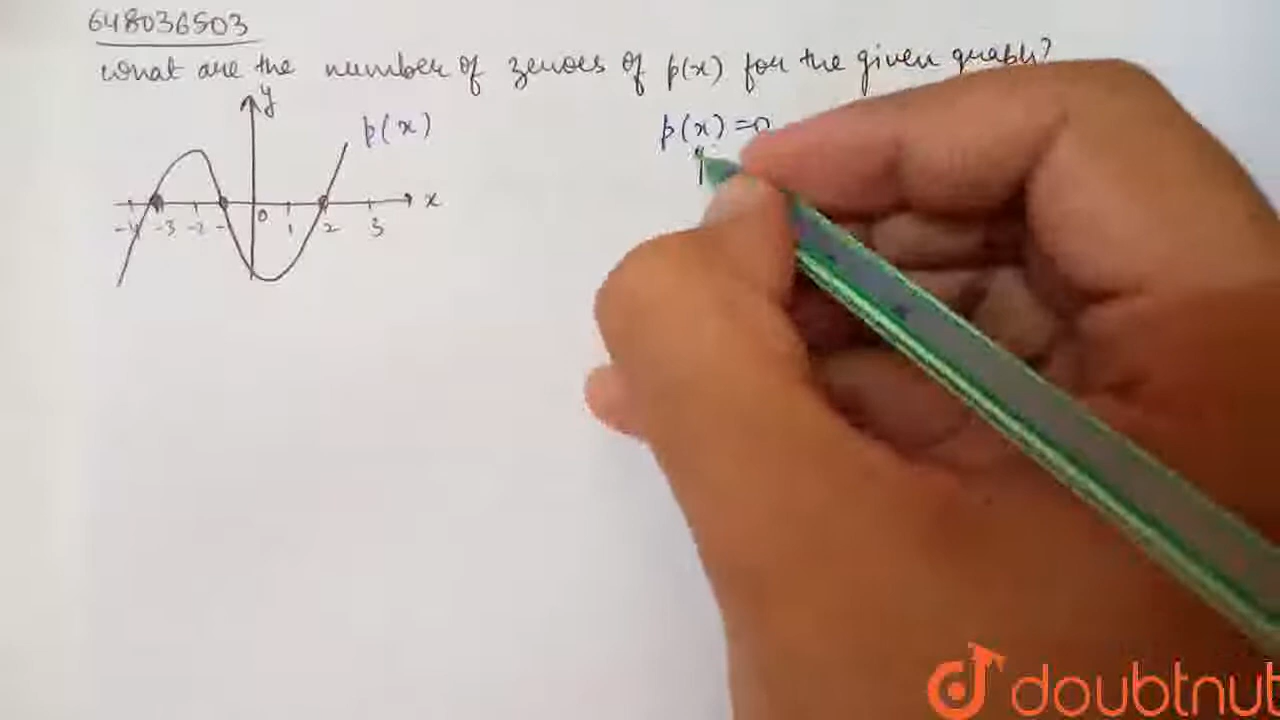 648036503
What are the number of zeroes of p(x) for the given graph?
y
p(x)
p(x) = 0
x
-4 -3 -2 - 0 1 2 3
doubtnut